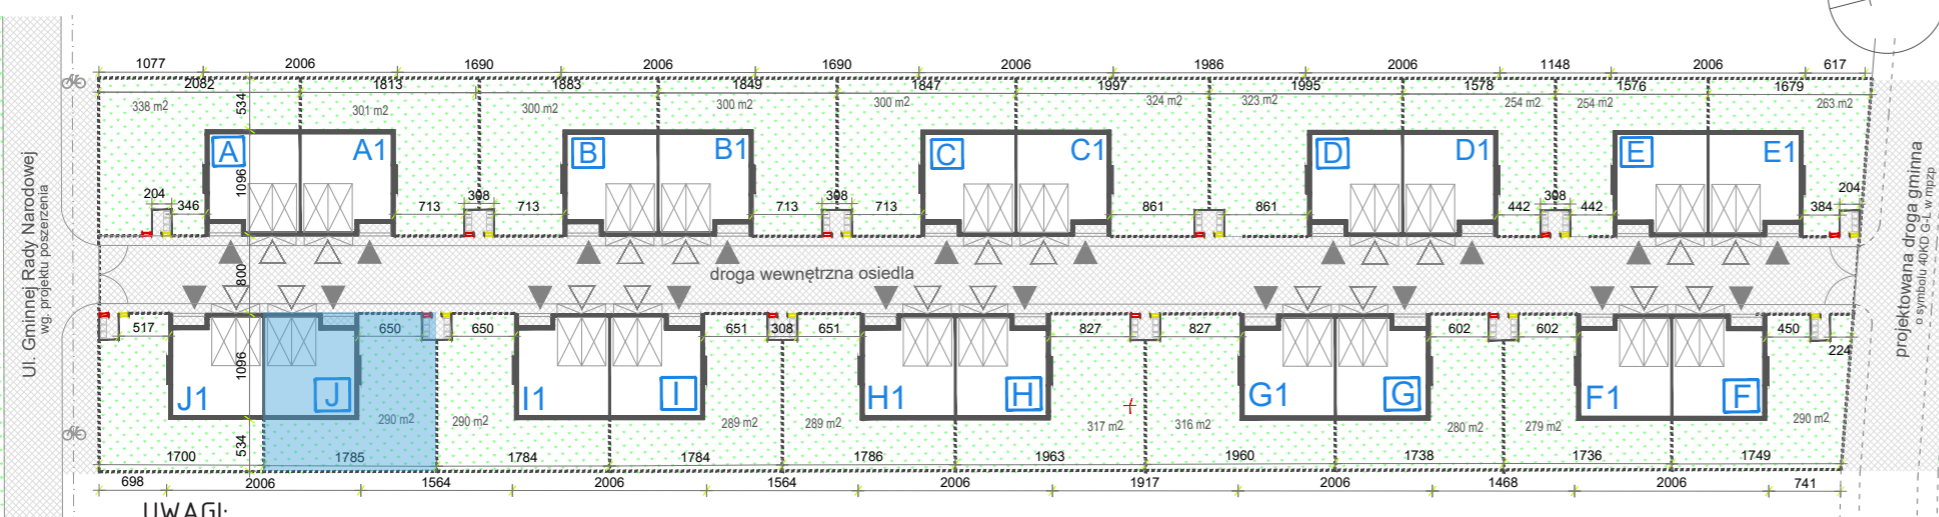 1077 2006 1690 2006 1690 2006 1986 2006 1148 2006 617
2082 1813 1883 1849 1847 1997 1995 1578 1576 1679
338 m2 534 301 m2 300 m2 300 m2 300 m2 324 m2 323 m2 254 m2 254 m2 263 m2
A A1 B B1 C C1 D D1 E E1
1096
204 346 713 308 713 713 308 713 861 861 442 308 442 384 204
Ul. Gminnej Rady Narodowej
wg. projektu poszerzenia
800
droga wewnętrzna osiedla
projektowana droga gminna
o symbolu 40KD G-L w mpzp
517 650 650 651 308 651 827 827 602 602 450
224
1096
J1 J I1 I H1 H G1 G F1 F
290 m2 290 m2 289 m2 289 m2 317 m2 316 m2 280 m2 279 m2 290 m2
534
1700 1785 1784 1784 1786 1963 1960 1738 1736 1749
698 2006 1564 2006 1564 2006 1917 2006 1468 2006 741
UWAGI: